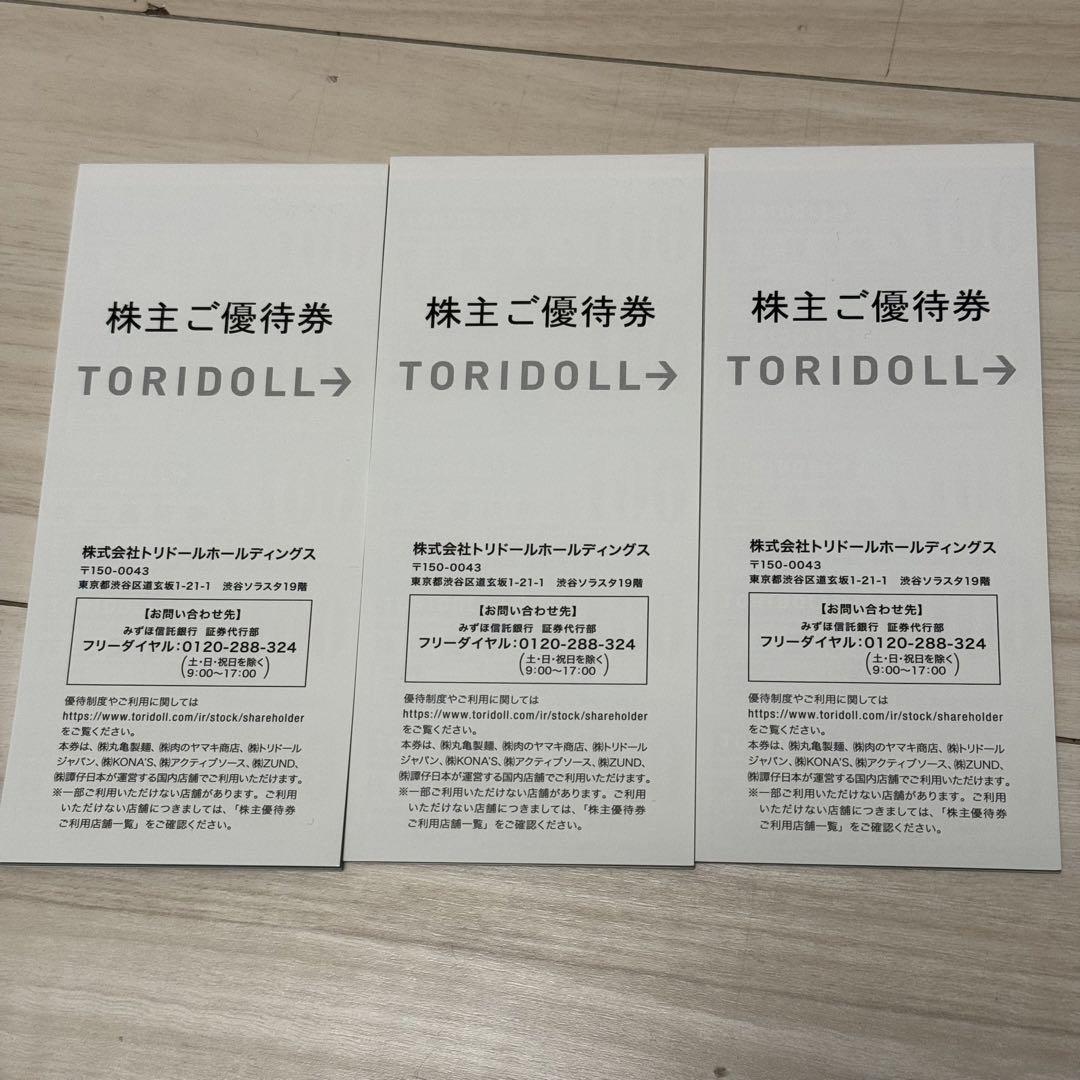 株主ご優待券
TORIDOLL→
株式会社トリドールホールディングス
〒150-0043
東京都渋谷区道玄坂1-21-1 渋谷ソラスタ19階
【お問い合わせ先】
みずほ信託銀行 証券代行部
フリーダイヤル:0120-288-324
(土・日・祝日を除く
9:00〜17:00)
優待制度やご利用に関しては
https://www.toridoll.com/ir/stock/shareholder
をご覧ください。
本券は、㈱丸亀製麺、㈱肉のヤマキ商店、㈱トリドール
ジャパン、㈱KONA'S、㈱アクティブソース、㈱ZUND、
㈱譚仔日本が運営する国内店舗でご利用いただけます。
※一部ご利用いただけない店舗があります。ご利用
いただけない店舗につきましては、「株主優待券
ご利用店舗一覧」をご確認ください。
株主ご優待券
TORIDOLL→
株式会社トリドールホールディングス
〒150-0043
東京都渋谷区道玄坂1-21-1 渋谷ソラスタ19階
【お問い合わせ先】
みずほ信託銀行 証券代行部
フリーダイヤル:0120-288-324
(土・日・祝日を除く
9:00〜17:00)
優待制度やご利用に関しては
https://www.toridoll.com/ir/stock/shareholder
をご覧ください。
本券は、㈱丸亀製麺、㈱肉のヤマキ商店、㈱トリドール
ジャパン、㈱KONA'S、㈱アクティブソース、㈱ZUND、
㈱譚仔日本が運営する国内店舗でご利用いただけます。
※一部ご利用いただけない店舗があります。ご利用
いただけない店舗につきましては、「株主優待券
ご利用店舗一覧」をご確認ください。
株主ご優待券
TORIDOLL→
株式会社トリドールホールディングス
〒150-0043
東京都渋谷区道玄坂1-21-1 渋谷ソラスタ19階
【お問い合わせ先】
みずほ信託銀行 証券代行部
フリーダイヤル:0120-288-324
(土・日・祝日を除く
9:00〜17:00)
優待制度やご利用に関しては
https://www.toridoll.com/ir/stock/shareholder
をご覧ください。
本券は、㈱丸亀製麺、㈱肉のヤマキ商店、㈱トリドール
ジャパン、㈱KONA'S、㈱アクティブソース、㈱ZUND、
㈱譚仔日本が運営する国内店舗でご利用いただけます。
※一部ご利用いただけない店舗があります。ご利用
いただけない店舗につきましては、「株主優待券
ご利用店舗一覧」をご確認ください。